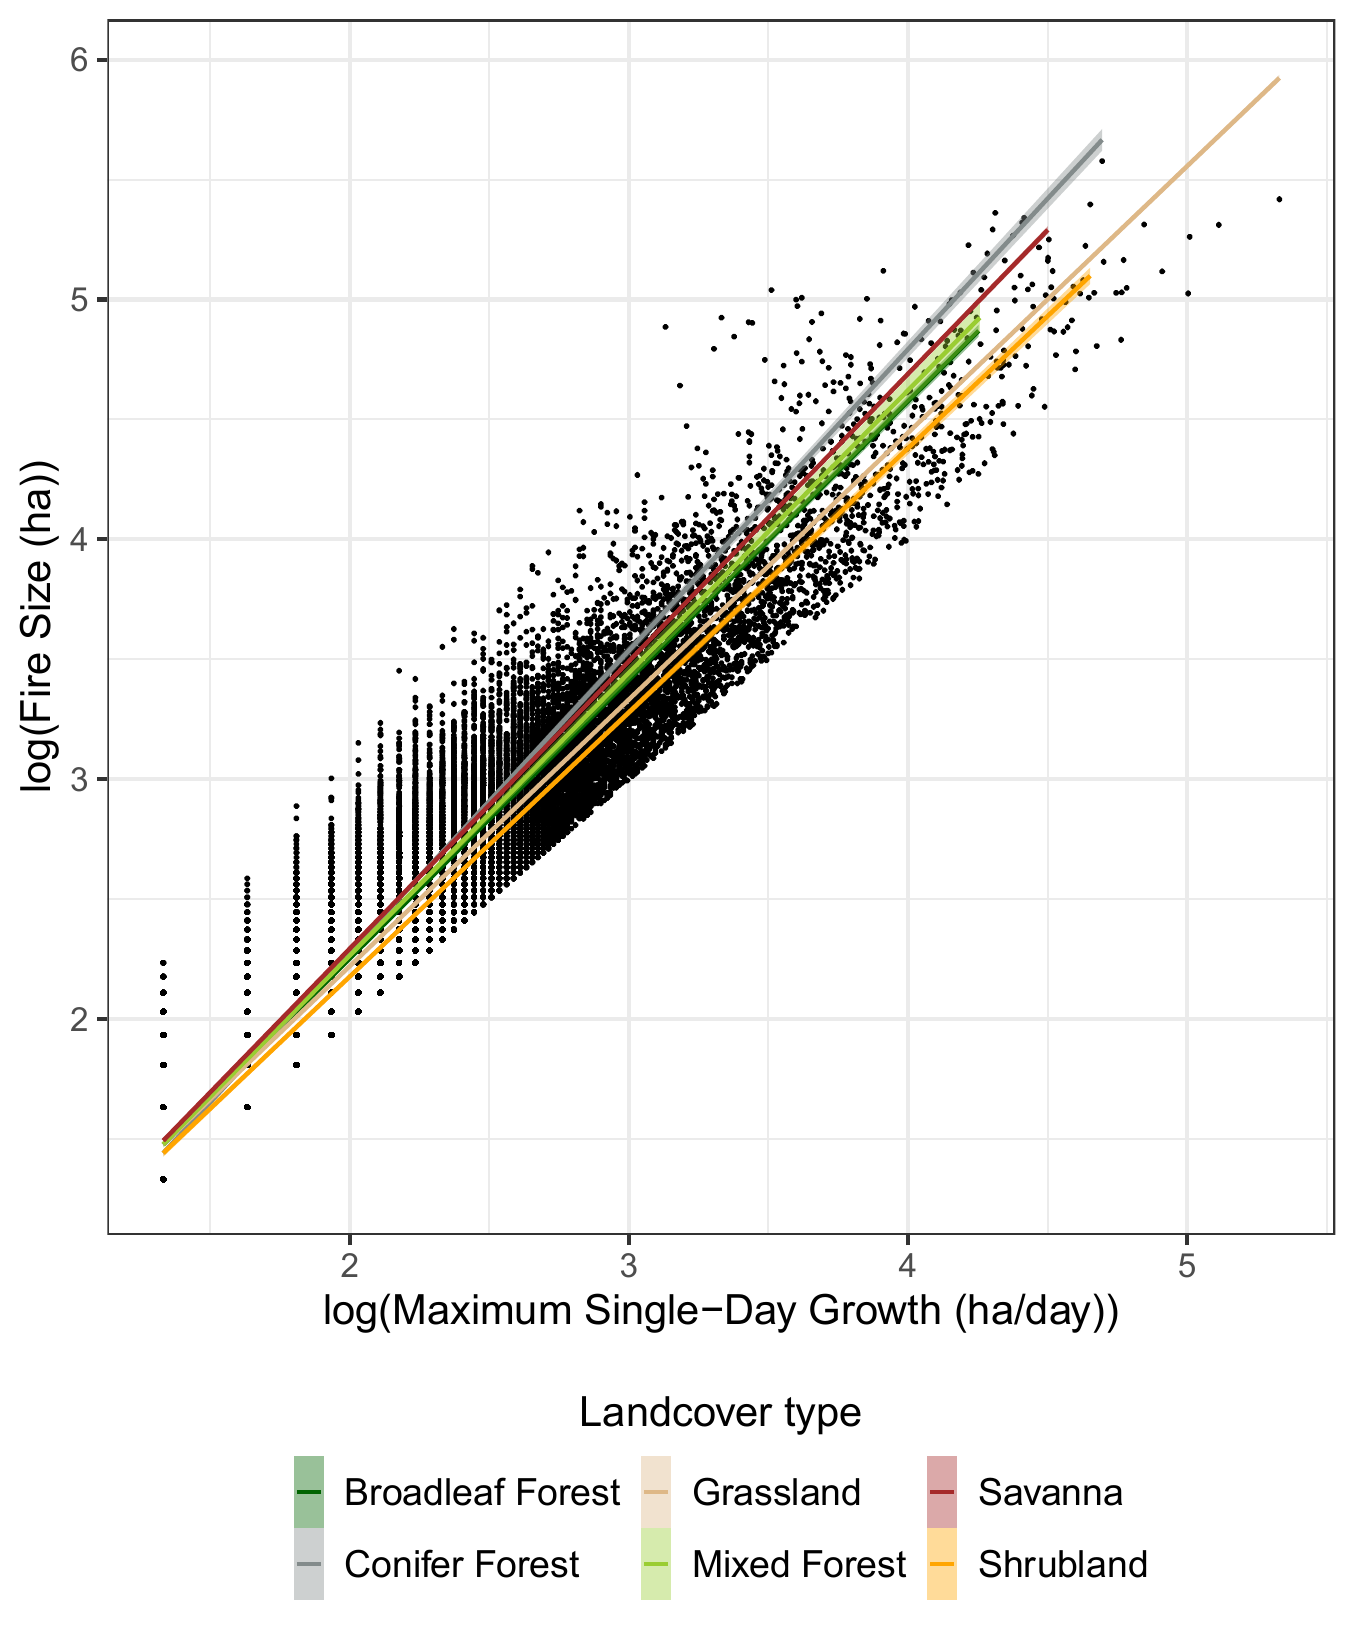 6
5
4
3
2
log(Fire Size (ha))
2 3 4 5
log(Maximum Single−Day Growth (ha/day))
Landcover type
Broadleaf Forest Grassland Savanna
Conifer Forest Mixed Forest Shrubland